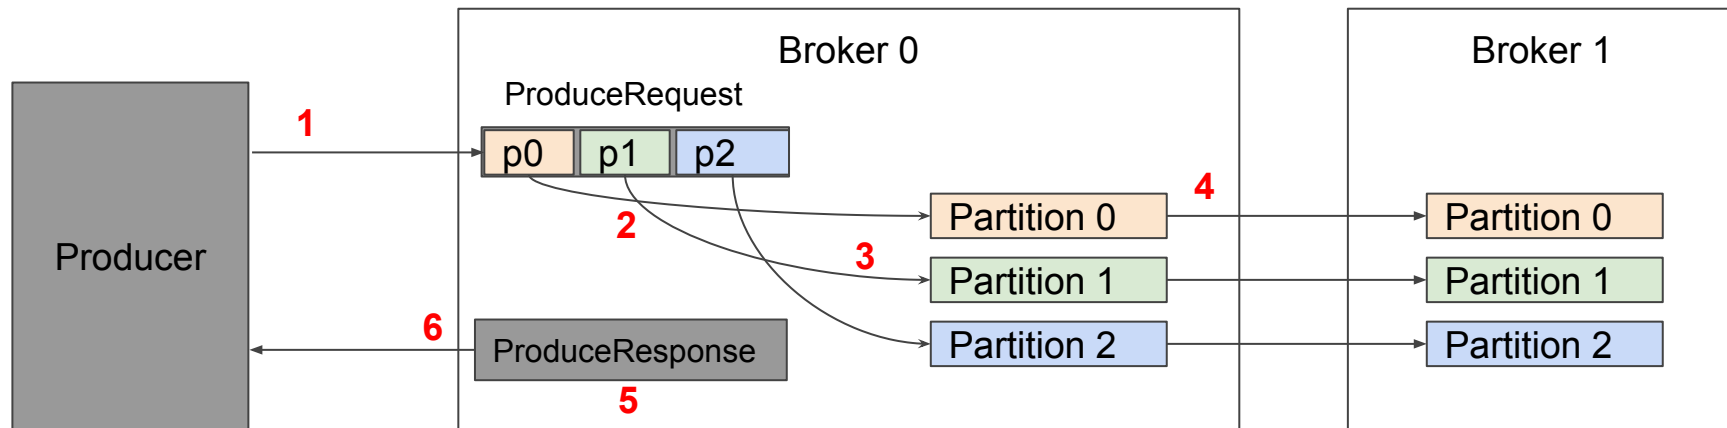 Broker 0
Broker 1
ProduceRequest
1
p0
p1
p2
4
Partition 0
Partition 0
2
3
Producer
Partition 1
Partition 1
6
ProduceResponse
Partition 2
Partition 2
5